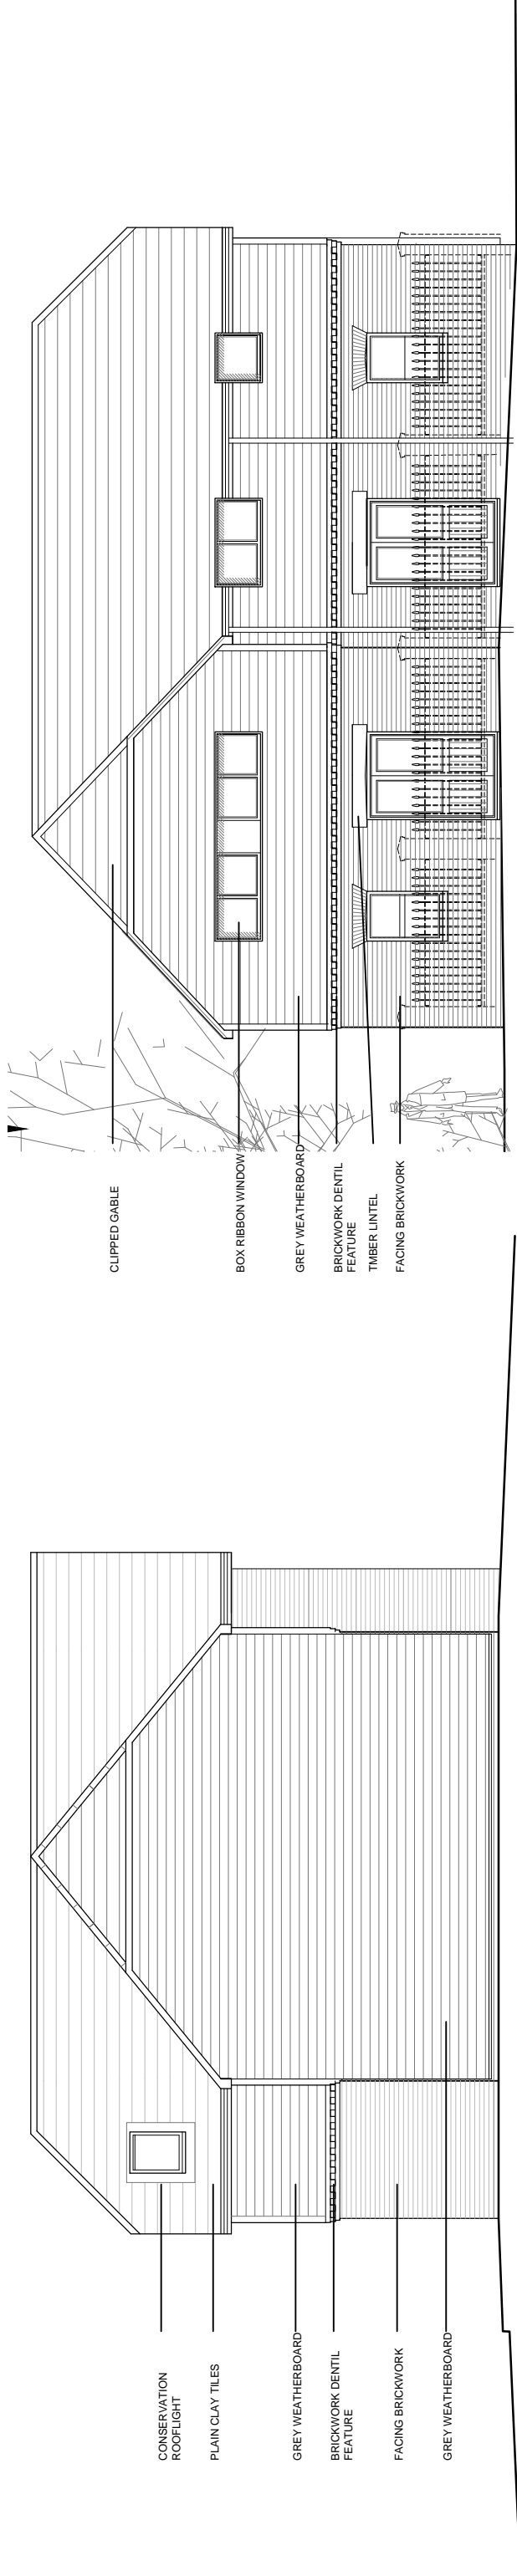 CLIPPED GABLE
BOX RIBBON WINDOW
GREY WEATHERBOARD
BRICKWORK DENTIL
FEATURE
TMBER LINTEL
FACING BRICKWORK
CONSERVATION
ROOFLIGHT
PLAIN CLAY TILES
GREY WEATHERBOARD
BRICKWORK DENTIL
FEATURE
FACING BRICKWORK
GREY WEATHERBOARD